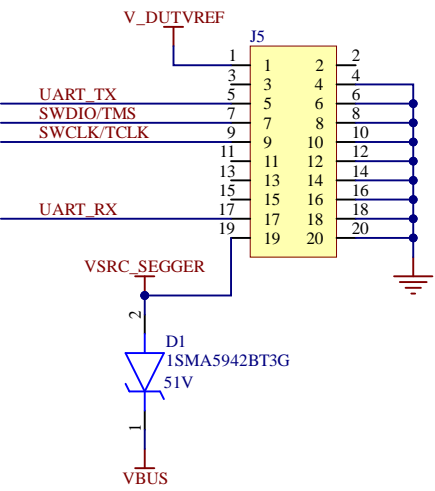 V_DUTVREF
J5
1 1 2 2
3 3 4 4
UART_TX 5 5 6 6
SWDIO/TMS 7 7 8 8
SWCLK/TCLK 9 9 10 10
11 11 12 12
13 13 14 14
15 15 16 16
UART_RX 17 17 18 18
19 19 20 20
VSRC_SEGGER
2
D1
1SMA5942BT3G
51V
1
VBUS